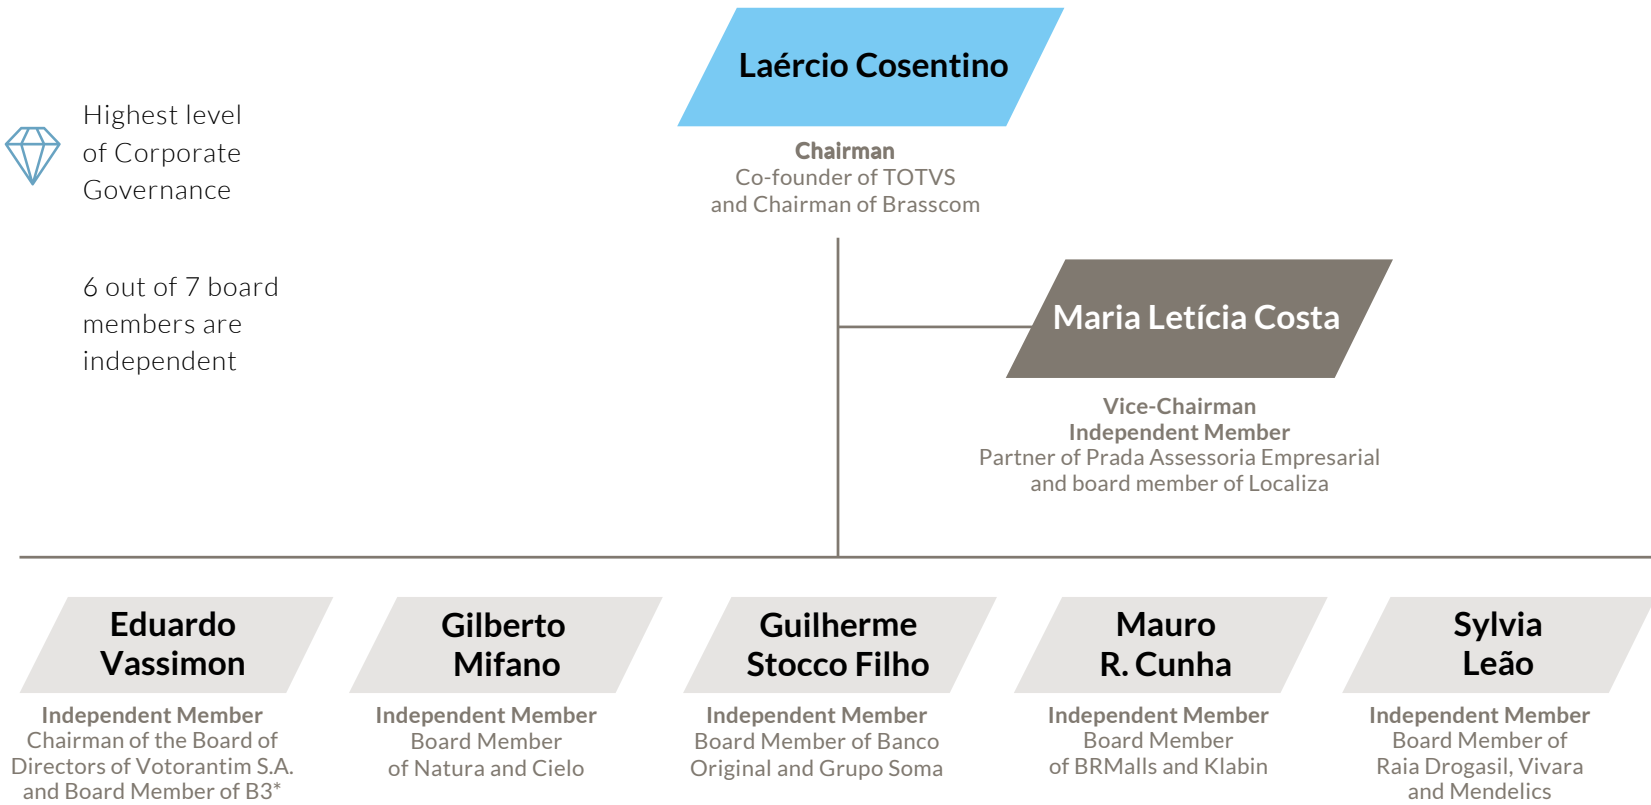 Laércio Cosentino
Chairman
Co-founder of TOTVS
and Chairman of Brasscom
Highest level
of Corporate
Governance
6 out of 7 board
members are
independent
Maria Letícia Costa
Vice-Chairman
Independent Member
Partner of Prada Assessoria Empresarial
and board member of Localiza
Eduardo
Vassimon
Independent Member
Chairman of the Board of
Directors of Votorantim S.A.
and Board Member of B3*
Gilberto
Mifano
Independent Member
Board Member
of Natura and Cielo
Guilherme
Stocco Filho
Independent Member
Board Member of Banco
Original and Grupo Soma
Mauro
R. Cunha
Independent Member
Board Member
of BRMalls and Klabin
Sylvia
Leão
Independent Member
Board Member of
Raia Drogasil, Vivara
and Mendelics